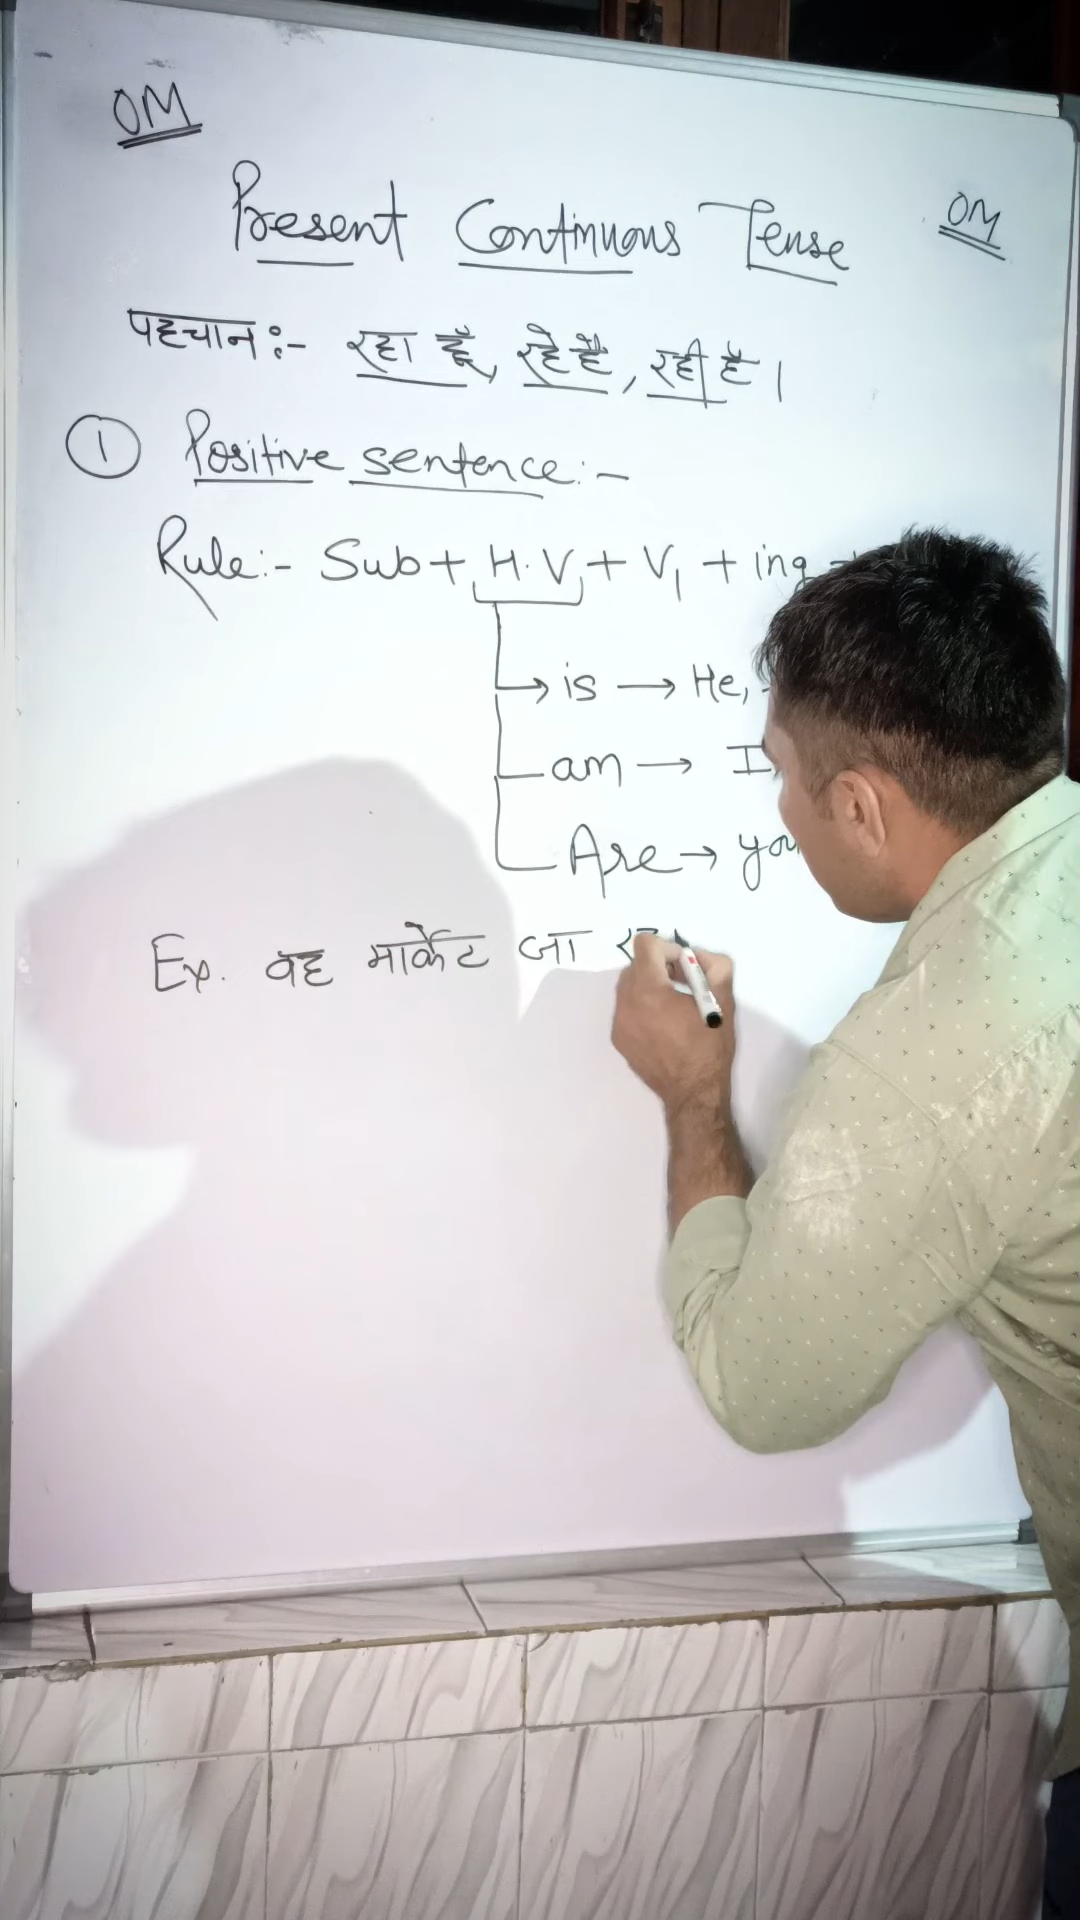 OM
OM
Present Continuous Tense
पहचान :- रहा हूँ, रहे हैं, रही है।
① Positive sentence :-
Rule :- Sub + H.V + V₁ + ing +
→ is → He,
am → I,
Are → you
Ex. वह मार्केट जा